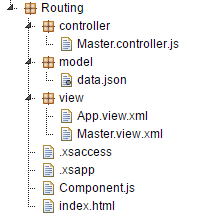 Routing
controller
Master.controller.js
model
data.json
view
App.view.xml
Master.view.xml
.xsaccess
.xsapp
Component.js
index.html